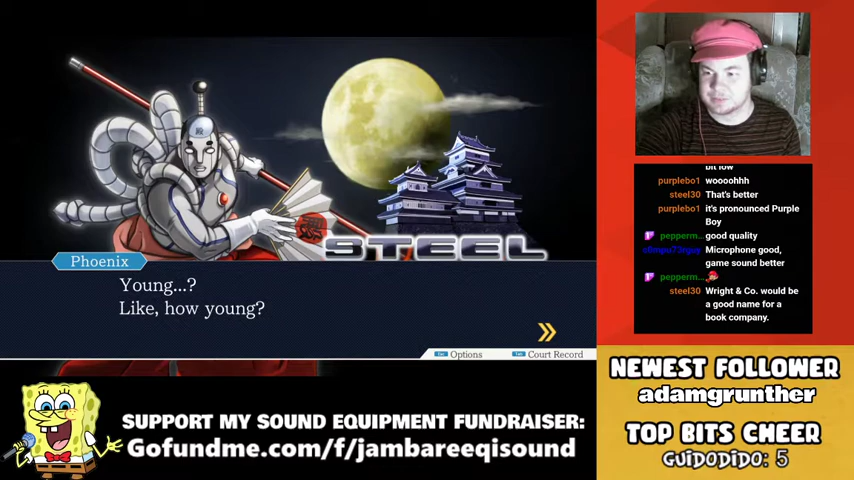 STEEL
Phoenix
Young...?
Like, how young?
Options
Court Record
bit low
purplebo1 woooohhh
steel30 That's better
purplebo1 it's pronounced Purple
Boy
pepperm... good quality
Microphone good,
game sound better
pepperm...
steel30 Wright & Co. would be
a good name for a
book company.
NEWEST FOLLOWER
adamgrunther
TOP BITS CHEER
GUIDODIDO: 5
SUPPORT MY SOUND EQUIPMENT FUNDRAISER:
Gofundme.com/f/jambareeqisound